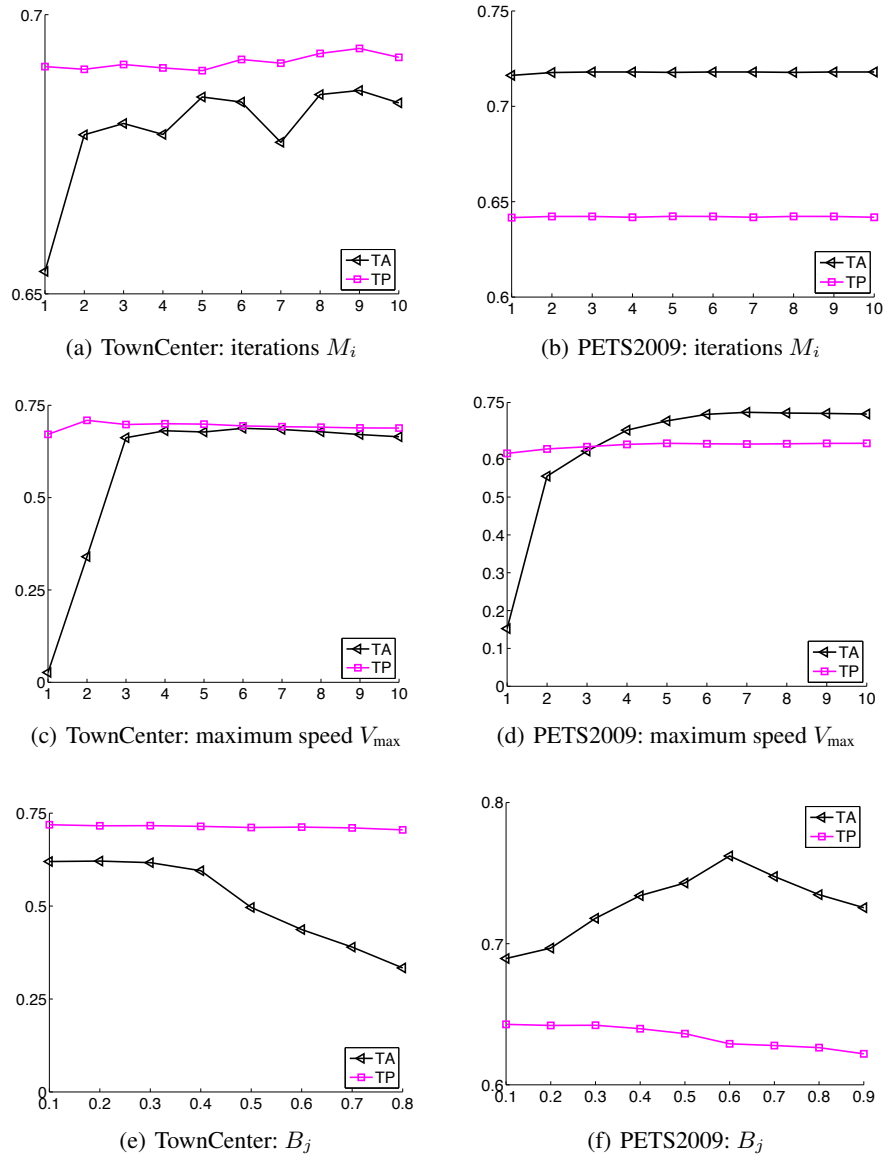 0.7
0.65
1 2 3 4 5 6 7 8 9 10
TA
TP
(a) TownCenter: iterations M_i
0.75
0.7
0.65
0.6
1 2 3 4 5 6 7 8 9 10
TA
TP
(b) PETS2009: iterations M_i
0.75
0.5
0.25
0
1 2 3 4 5 6 7 8 9 10
TA
TP
(c) TownCenter: maximum speed V_max
0.75
0.6
0.5
0.4
0.3
0.2
0.1
0
1 2 3 4 5 6 7 8 9 10
TA
TP
(d) PETS2009: maximum speed V_max
0.75
0.5
0.25
0
0.1 0.2 0.3 0.4 0.5 0.6 0.7 0.8
TA
TP
(e) TownCenter: B_j
0.8
0.7
0.6
0.1 0.2 0.3 0.4 0.5 0.6 0.7 0.8 0.9
TA
TP
(f) PETS2009: B_j